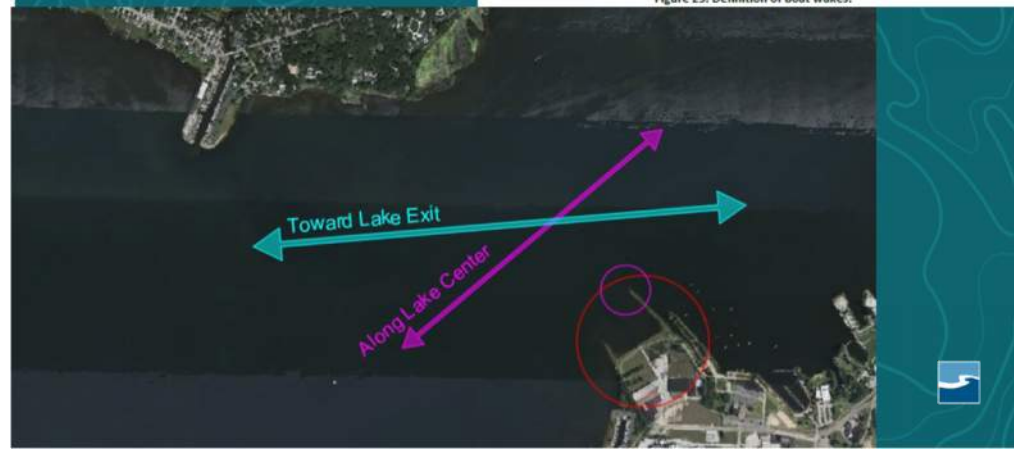 Figure 25. Definition of boat wakes.
Toward Lake Exit
Along Lake Center